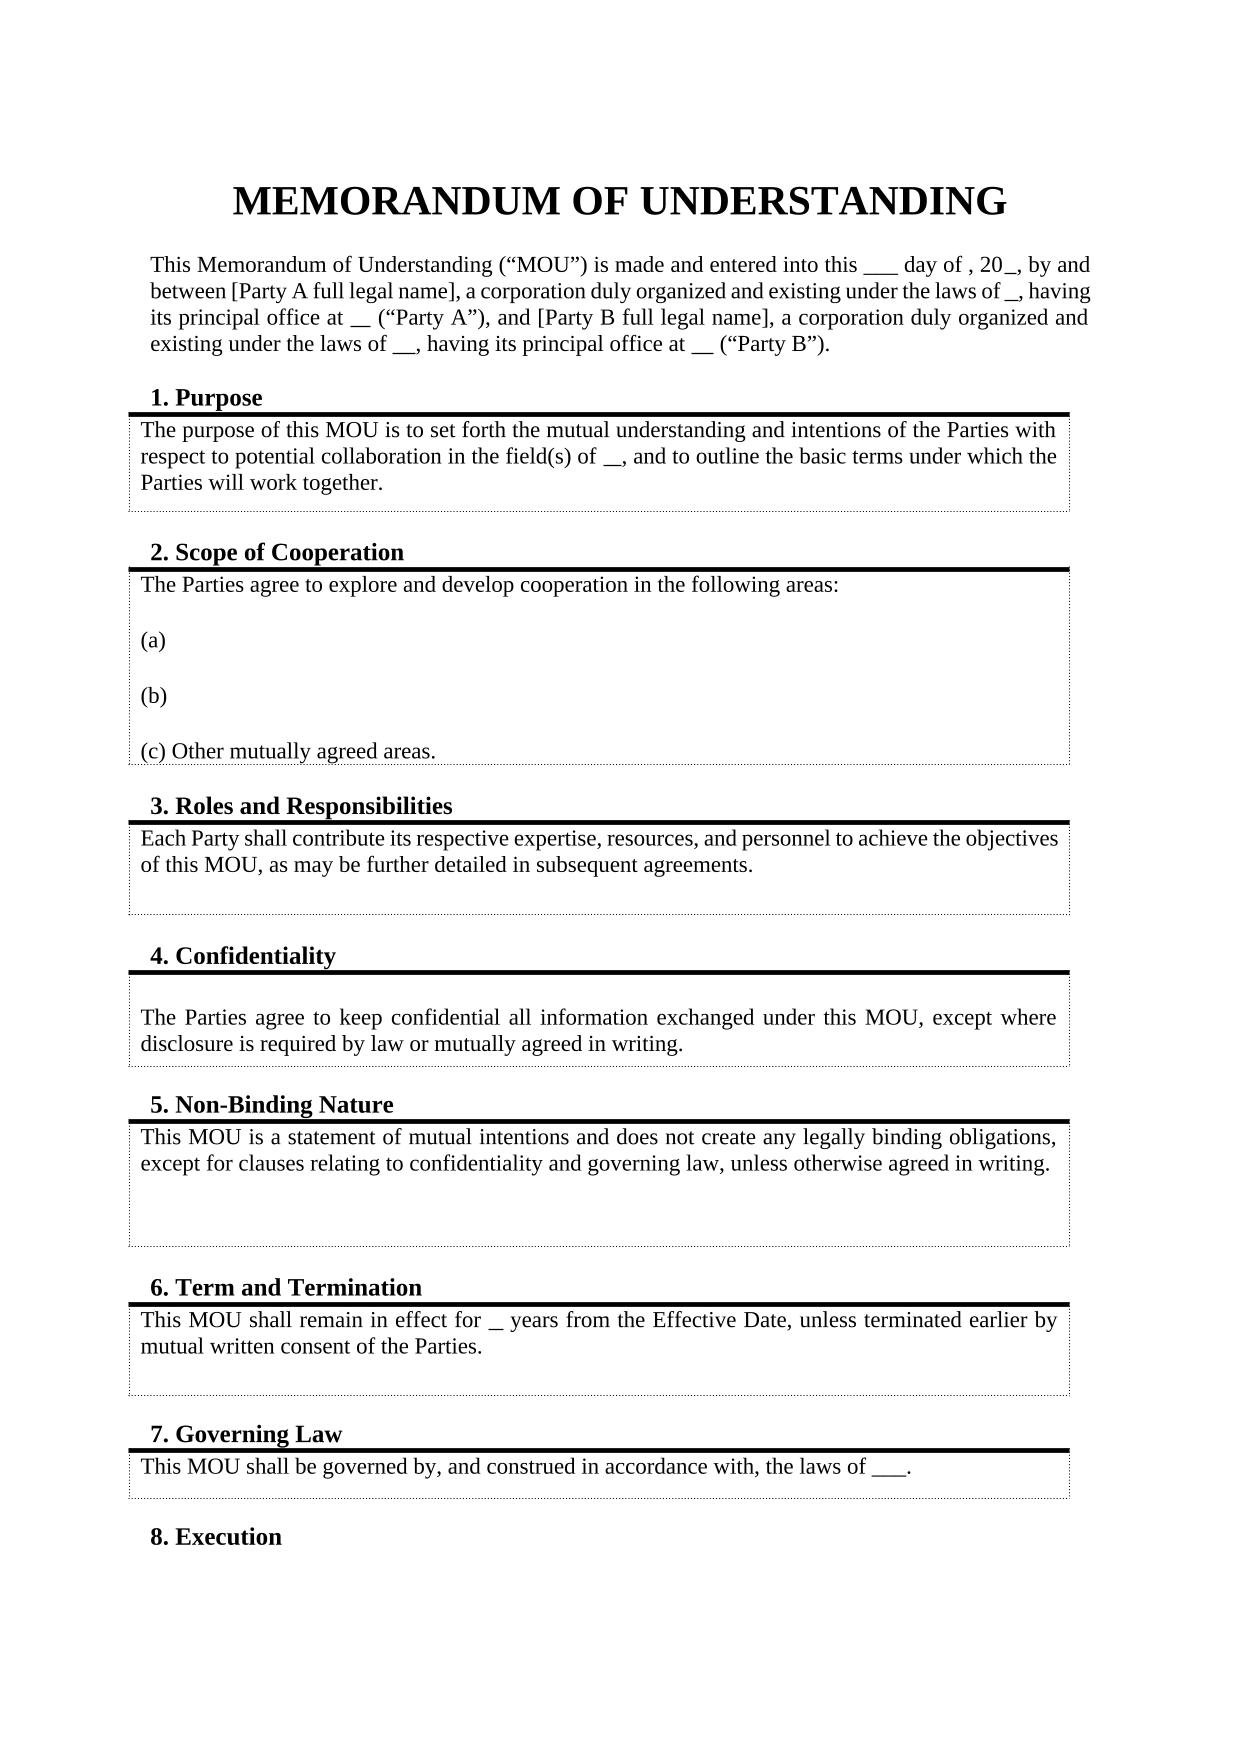 MEMORANDUM OF UNDERSTANDING
This Memorandum of Understanding (“MOU”) is made and entered into this ___ day of , 20_, by and
between [Party A full legal name], a corporation duly organized and existing under the laws of _, having
its principal office at __ (“Party A”), and [Party B full legal name], a corporation duly organized and
existing under the laws of __, having its principal office at __ (“Party B”).
1. Purpose
The purpose of this MOU is to set forth the mutual understanding and intentions of the Parties with
respect to potential collaboration in the field(s) of __, and to outline the basic terms under which the
Parties will work together.
2. Scope of Cooperation
The Parties agree to explore and develop cooperation in the following areas:
(a)
(b)
(c) Other mutually agreed areas.
3. Roles and Responsibilities
Each Party shall contribute its respective expertise, resources, and personnel to achieve the objectives
of this MOU, as may be further detailed in subsequent agreements.
4. Confidentiality
The Parties agree to keep confidential all information exchanged under this MOU, except where
disclosure is required by law or mutually agreed in writing.
5. Non-Binding Nature
This MOU is a statement of mutual intentions and does not create any legally binding obligations,
except for clauses relating to confidentiality and governing law, unless otherwise agreed in writing.
6. Term and Termination
This MOU shall remain in effect for _ years from the Effective Date, unless terminated earlier by
mutual written consent of the Parties.
7. Governing Law
This MOU shall be governed by, and construed in accordance with, the laws of ___.
8. Execution